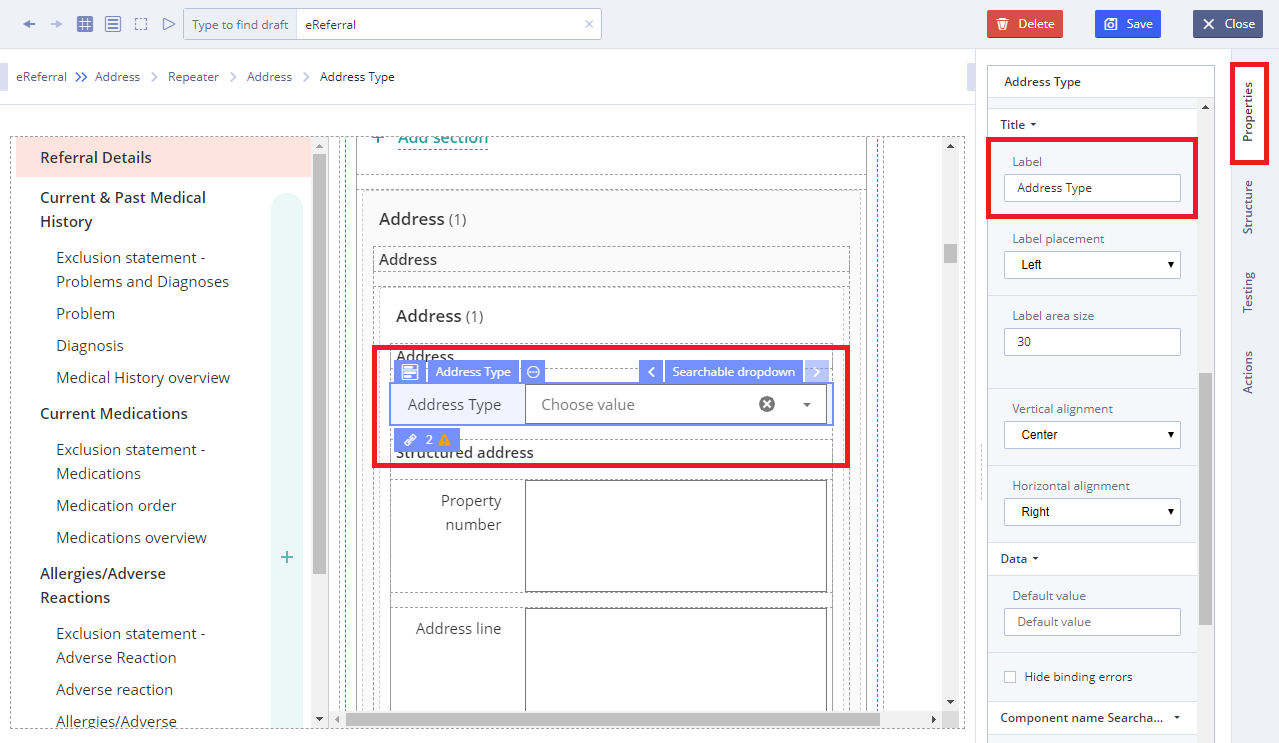 Type to find draft eReferral
Delete
Save
Close
eReferral Address Repeater Address Address Type
Referral Details
Current & Past Medical
History
Exclusion statement -
Problems and Diagnoses
Problem
Diagnosis
Medical History overview
Current Medications
Exclusion statement -
Medications
Medication order
Medications overview
Allergies/Adverse
Reactions
Exclusion statement -
Adverse Reaction
Adverse reaction
Allergies/Adverse
+ Add section
Address (1)
Address
Address (1)
Address
Address Type Searchable dropdown
Address Type Choose value
2
Structured address
Property
number
Address line
Address Type
Title
Label
Address Type
Label placement
Left
Label area size
30
Vertical alignment
Center
Horizontal alignment
Right
Data
Default value
Default value
Hide binding errors
Component name Searcha...
Properties
Structure
Testing
Actions